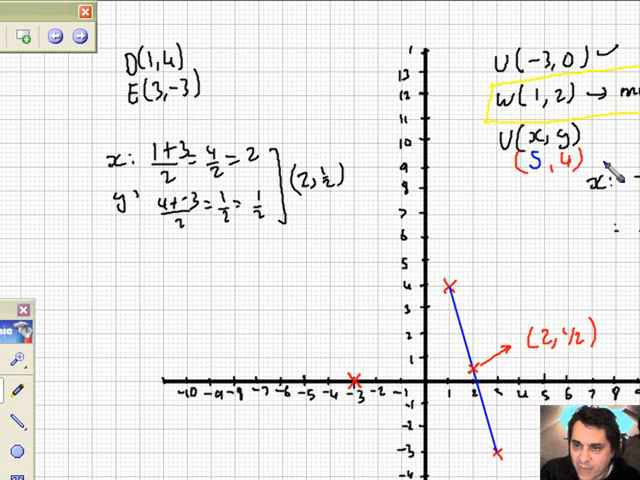 D(1,4)
E(3,-3)
x: 1+3/2 = 4/2 = 2
y: 4+-3/2 = 1/2 = 1/2
(2, 1/2)
U(-3,0) ✓
W(1,2) →
V(x,y)
(5,4)
x:
=
(2, 1/2)
13
12
11
10
9
8
7
6
5
4
3
2
1
-10 -9 -8 -7 -6 -5 -4 -3 -2 -1 1 2 3 4 5 6 7 8
-1
-2
-3
-4